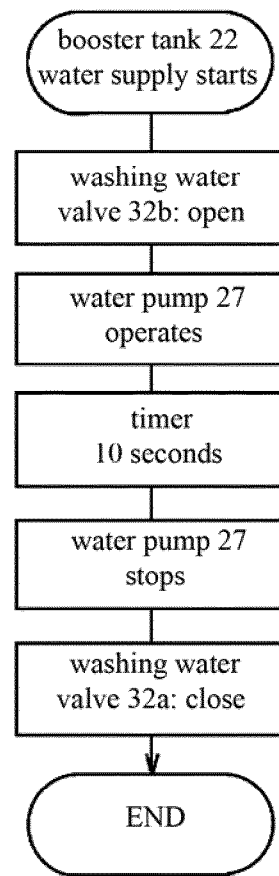 booster tank 22
water supply starts
washing water
valve 32b: open
water pump 27
operates
timer
10 seconds
water pump 27
stops
washing water
valve 32a: close
END